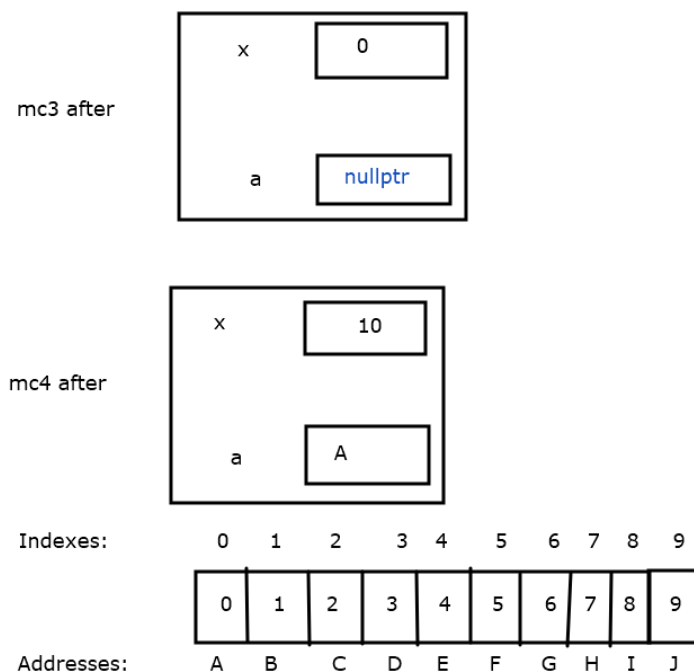 x 0
mc3 after
a nullptr
x 10
mc4 after
a A
Indexes: 0 1 2 3 4 5 6 7 8 9
0 1 2 3 4 5 6 7 8 9
Addresses: A B C D E F G H I J